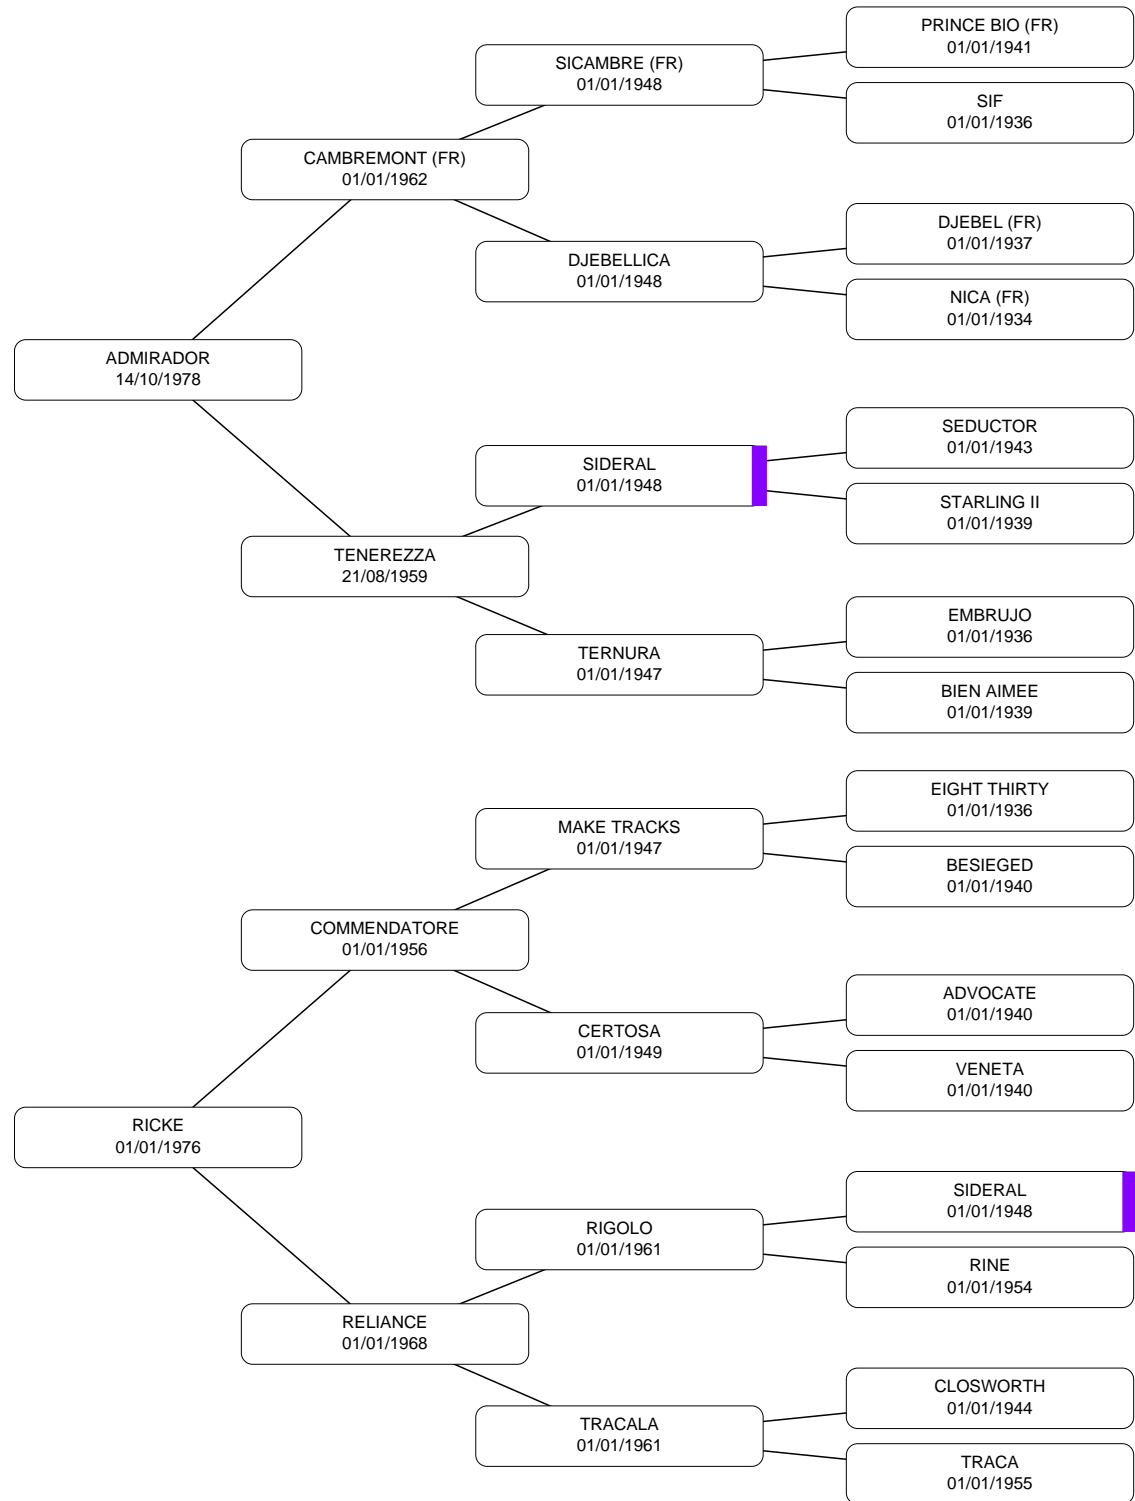 PRINCE BIO (FR)
01/01/1941
SICAMBRE (FR)
01/01/1948
SIF
01/01/1936
CAMBREMONT (FR)
01/01/1962
DJEBEL (FR)
01/01/1937
DJEBELLICA
01/01/1948
NICA (FR)
01/01/1934
ADMIRADOR
14/10/1978
SEDUCTOR
01/01/1943
SIDERAL
01/01/1948
STARLING II
01/01/1939
TENEREZZA
21/08/1959
EMBRUJO
01/01/1936
TERNURA
01/01/1947
BIEN AIMEE
01/01/1939
EIGHT THIRTY
01/01/1936
MAKE TRACKS
01/01/1947
BESIEGED
01/01/1940
COMMENDATORE
01/01/1956
ADVOCATE
01/01/1940
CERTOSA
01/01/1949
VENETA
01/01/1940
RICKE
01/01/1976
SIDERAL
01/01/1948
RIGOLO
01/01/1961
RINE
01/01/1954
RELIANCE
01/01/1968
CLOSWORTH
01/01/1944
TRACALA
01/01/1961
TRACA
01/01/1955